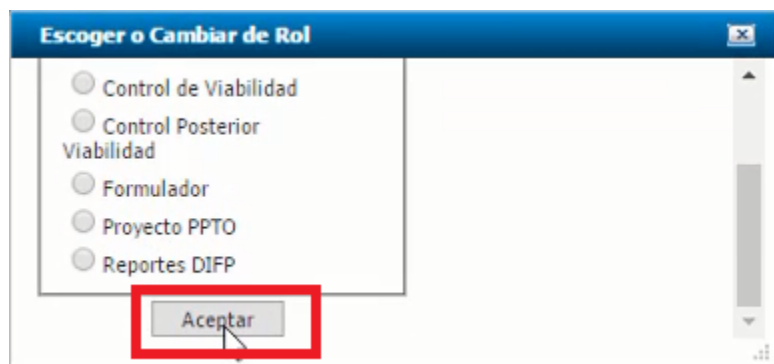 Escoger o Cambiar de Rol
Control de Viabilidad
Control Posterior
Viabilidad
Formulador
Proyecto PPTO
Reportes DIFP
Aceptar